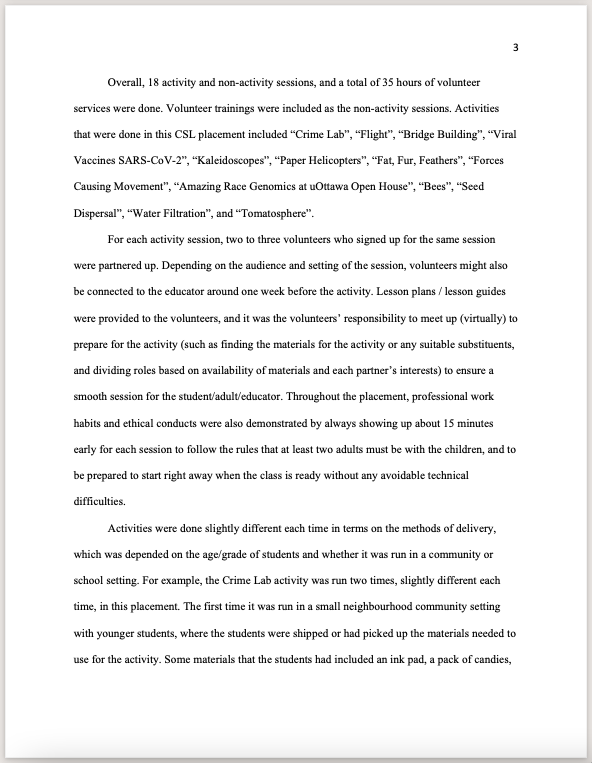 3
Overall, 18 activity and non-activity sessions, and a total of 35 hours of volunteer
services were done. Volunteer trainings were included as the non-activity sessions. Activities
that were done in this CSL placement included “Crime Lab”, “Flight”, “Bridge Building”, “Viral
Vaccines SARS-CoV-2”, “Kaleidoscopes”, “Paper Helicopters”, “Fat, Fur, Feathers”, “Forces
Causing Movement”, “Amazing Race Genomics at uOttawa Open House”, “Bees”, “Seed
Dispersal”, “Water Filtration”, and “Tomatosphere”.
For each activity session, two to three volunteers who signed up for the same session
were partnered up. Depending on the audience and setting of the session, volunteers might also
be connected to the educator around one week before the activity. Lesson plans / lesson guides
were provided to the volunteers, and it was the volunteers’ responsibility to meet up (virtually) to
prepare for the activity (such as finding the materials for the activity or any suitable substituents,
and dividing roles based on availability of materials and each partner’s interests) to ensure a
smooth session for the student/adult/educator. Throughout the placement, professional work
habits and ethical conducts were also demonstrated by always showing up about 15 minutes
early for each session to follow the rules that at least two adults must be with the children, and to
be prepared to start right away when the class is ready without any avoidable technical
difficulties.
Activities were done slightly different each time in terms on the methods of delivery,
which was depended on the age/grade of students and whether it was run in a community or
school setting. For example, the Crime Lab activity was run two times, slightly different each
time, in this placement. The first time it was run in a small neighbourhood community setting
with younger students, where the students were shipped or had picked up the materials needed to
use for the activity. Some materials that the students had included an ink pad, a pack of candies,